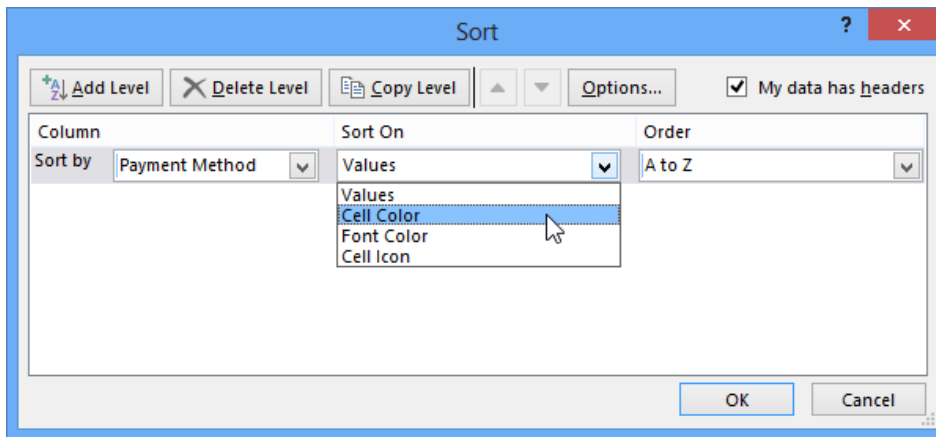 Sort ?
Add Level Delete Level Copy Level Options... My data has headers
Column Sort On Order
Sort by Payment Method Values A to Z
Values
Cell Color
Font Color
Cell Icon
OK Cancel